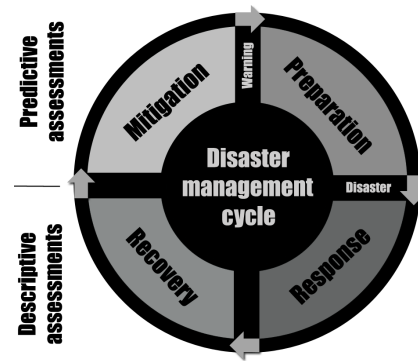 Predictive
assessments
Mitigation
Warning
Preparation
Disaster
management
cycle
Disaster
Descriptive
assessments
Recovery
Response